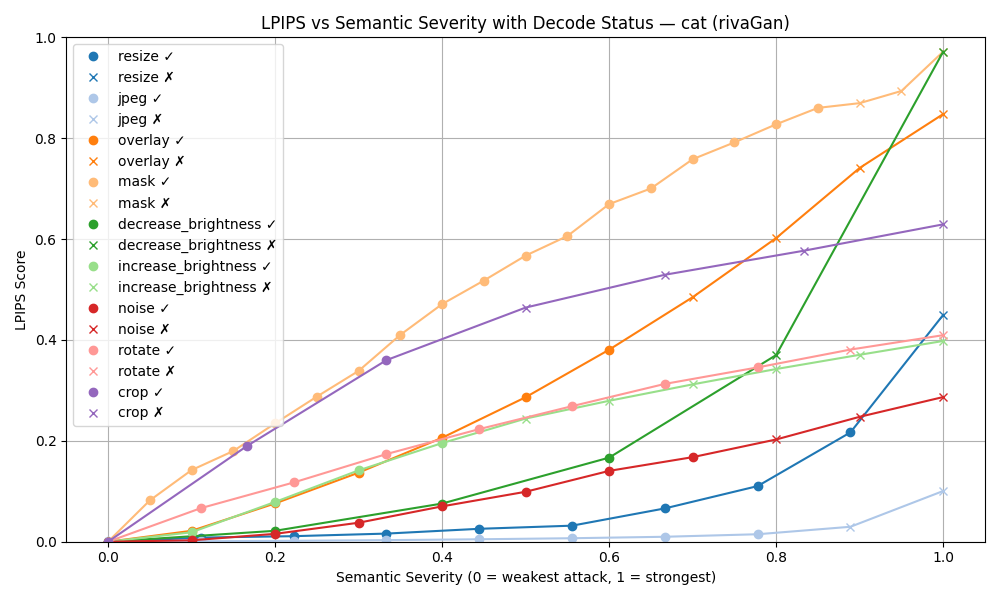 LPIPS vs Semantic Severity with Decode Status — cat (rivaGan)
1.0
0.8
0.6
0.4
0.2
0.0
LPIPS Score
resize ✓
resize ✗
jpeg ✓
jpeg ✗
overlay ✓
overlay ✗
mask ✓
mask ✗
decrease_brightness ✓
decrease_brightness ✗
increase_brightness ✓
increase_brightness ✗
noise ✓
noise ✗
rotate ✓
rotate ✗
crop ✓
crop ✗
0.0 0.2 0.4 0.6 0.8 1.0
Semantic Severity (0 = weakest attack, 1 = strongest)